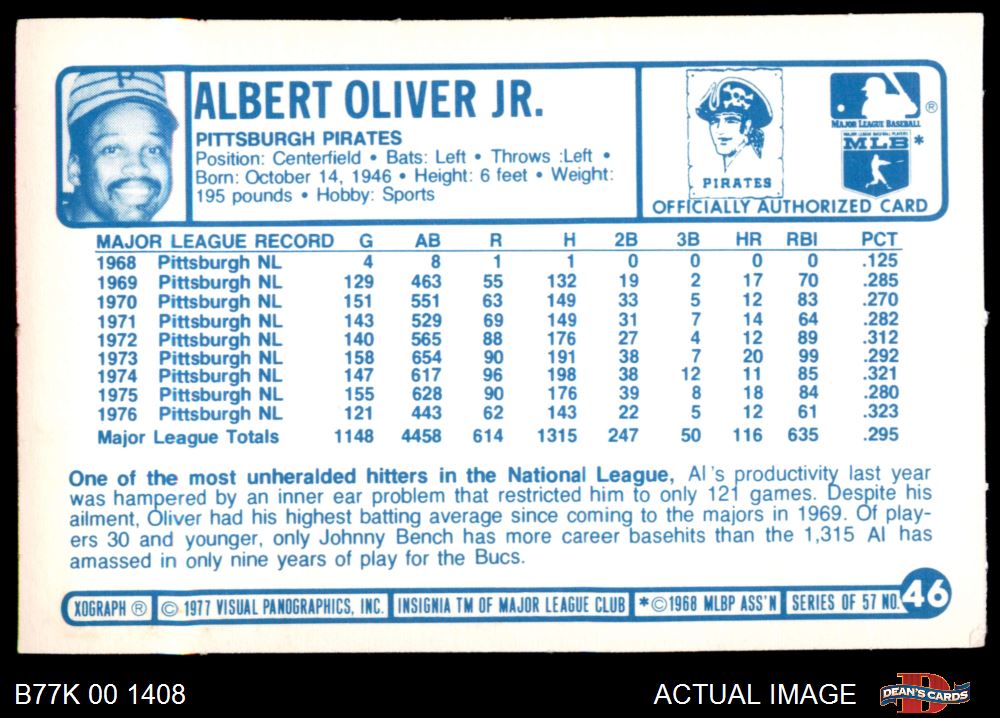 ALBERT OLIVER JR.
PITTSBURGH PIRATES
Position: Centerfield • Bats: Left • Throws :Left •
Born: October 14, 1946 • Height: 6 feet • Weight:
195 pounds • Hobby: Sports
P
PIRATES
MAJOR LEAGUE BASEBALL
®
MAJOR LEAGUE BASEBALL PLAYERS
MLB*
OFFICIALLY AUTHORIZED CARD
MAJOR LEAGUE RECORD G AB R H 2B 3B HR RBI PCT
1968 Pittsburgh NL 4 8 1 1 0 0 0 0 .125
1969 Pittsburgh NL 129 463 55 132 19 2 17 70 .285
1970 Pittsburgh NL 151 551 63 149 33 5 12 83 .270
1971 Pittsburgh NL 143 529 69 149 31 7 14 64 .282
1972 Pittsburgh NL 140 565 88 176 27 4 12 89 .312
1973 Pittsburgh NL 158 654 90 191 38 7 20 99 .292
1974 Pittsburgh NL 147 617 96 198 38 12 11 85 .321
1975 Pittsburgh NL 155 628 90 176 39 8 18 84 .280
1976 Pittsburgh NL 121 443 62 143 22 5 12 61 .323
Major League Totals 1148 4458 614 1315 247 50 116 635 .295
One of the most unheralded hitters in the National League, Al's productivity last year
was hampered by an inner ear problem that restricted him to only 121 games. Despite his
ailment, Oliver had his highest batting average since coming to the majors in 1969. Of play-
ers 30 and younger, only Johnny Bench has more career basehits than the 1,315 Al has
amassed in only nine years of play for the Bucs.
XOGRAPH ® © 1977 VISUAL PANOGRAPHICS, INC. INSIGNIA TM OF MAJOR LEAGUE CLUB *©1968 MLBP ASS'N SERIES OF 57 NO. 46
B77K 00 1408 ACTUAL IMAGE DEAN'S CARDS